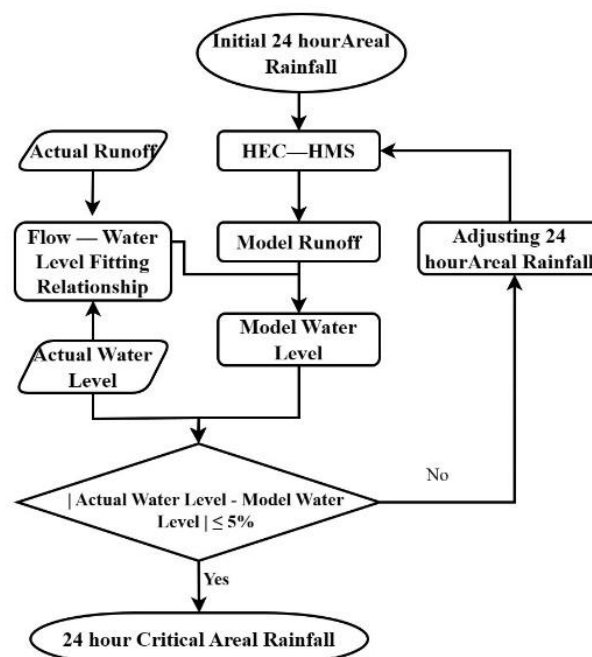 Initial 24 hourAreal
Rainfall
Actual Runoff
HEC—HMS
Flow — Water
Level Fitting
Relationship
Model Runoff
Adjusting 24
hourAreal Rainfall
Actual Water
Level
Model Water
Level
| Actual Water Level - Model Water
Level | ≤ 5%
No
Yes
24 hour Critical Areal Rainfall